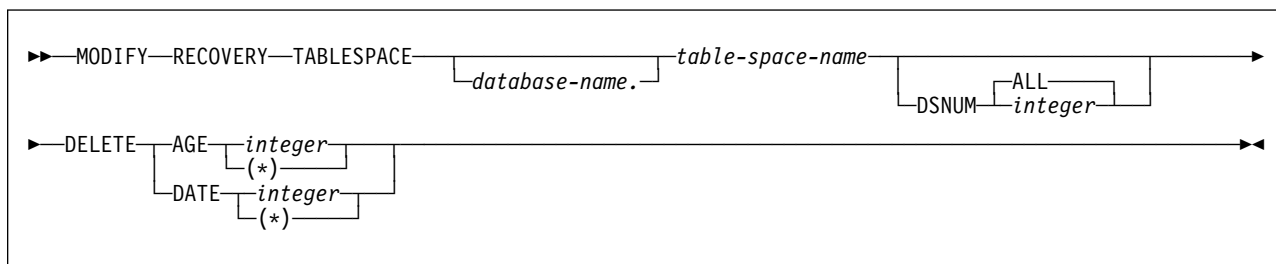 MODIFY RECOVERY TABLESPACE database-name. table-space-name DSNUM ALL integer
DELETE AGE integer (*) DATE integer (*)